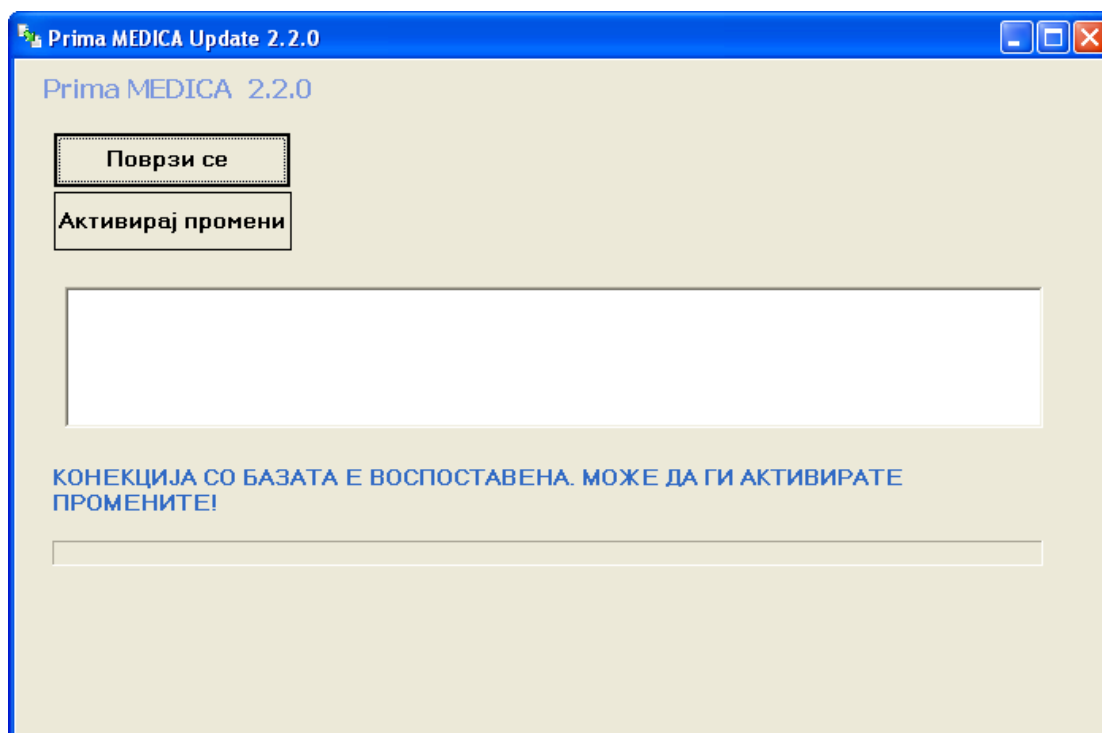 Prima MEDICA Update 2.2.0
Prima MEDICA 2.2.0
Поврзи се
Активирај промени
КОНЕКЦИЈА СО БАЗАТА Е ВОСПОСТАВЕНА. МОЖЕ ДА ГИ АКТИВИРАТЕ
ПРОМЕНИТЕ!